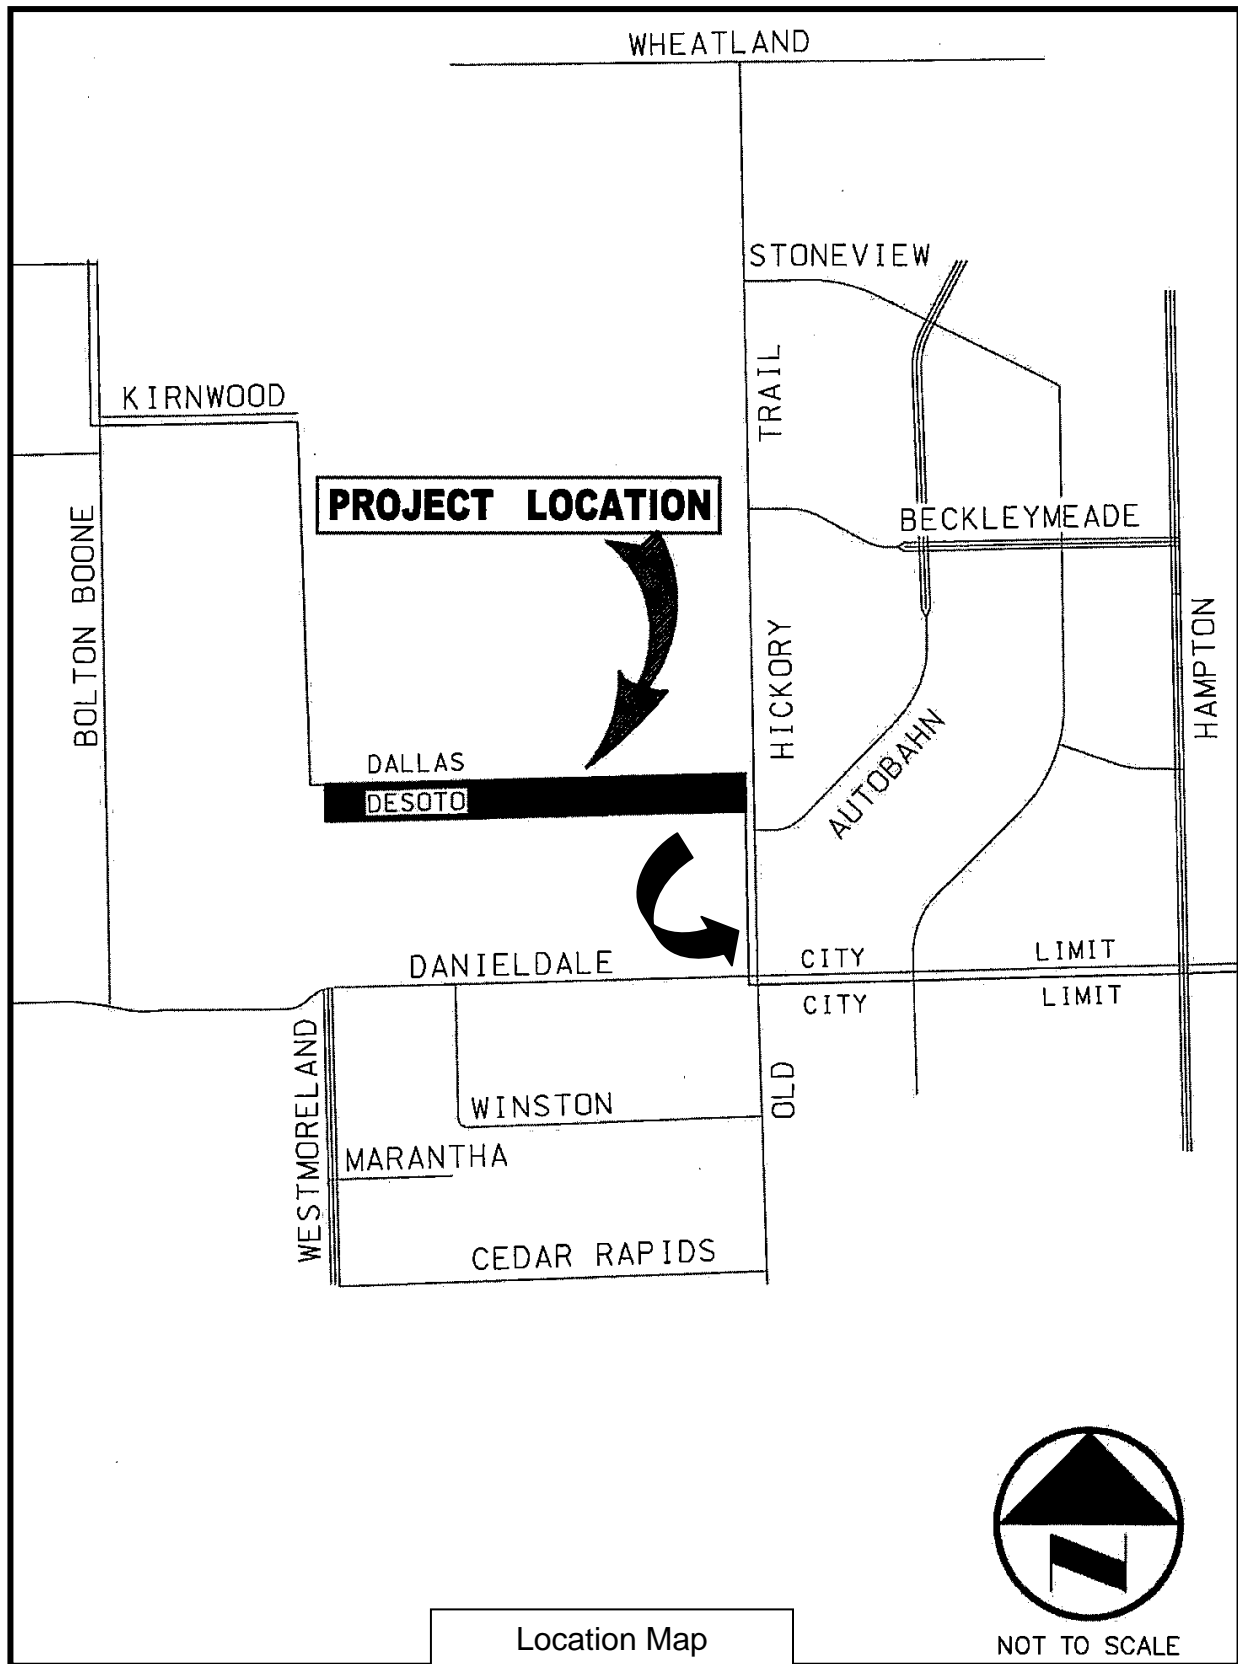 WHEATLAND
STONEVIEW
TRAIL
KIRNWOOD
PROJECT LOCATION
BECKLEYMEADE
BOLTON BOONE
HICKORY
HAMPTON
AUTOBAHN
DALLAS
DESOTO
DANIELDALE
CITY LIMIT
CITY LIMIT
WESTMORELAND
OLD
WINSTON
MARANTHA
CEDAR RAPIDS
N
NOT TO SCALE
Location Map